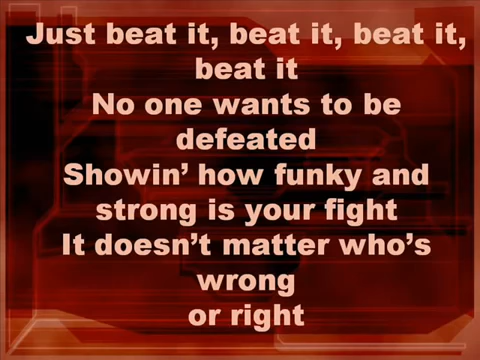 Just beat it, beat it, beat it,
beat it
No one wants to be
defeated
Showin’ how funky and
strong is your fight
It doesn’t matter who’s
wrong
or right